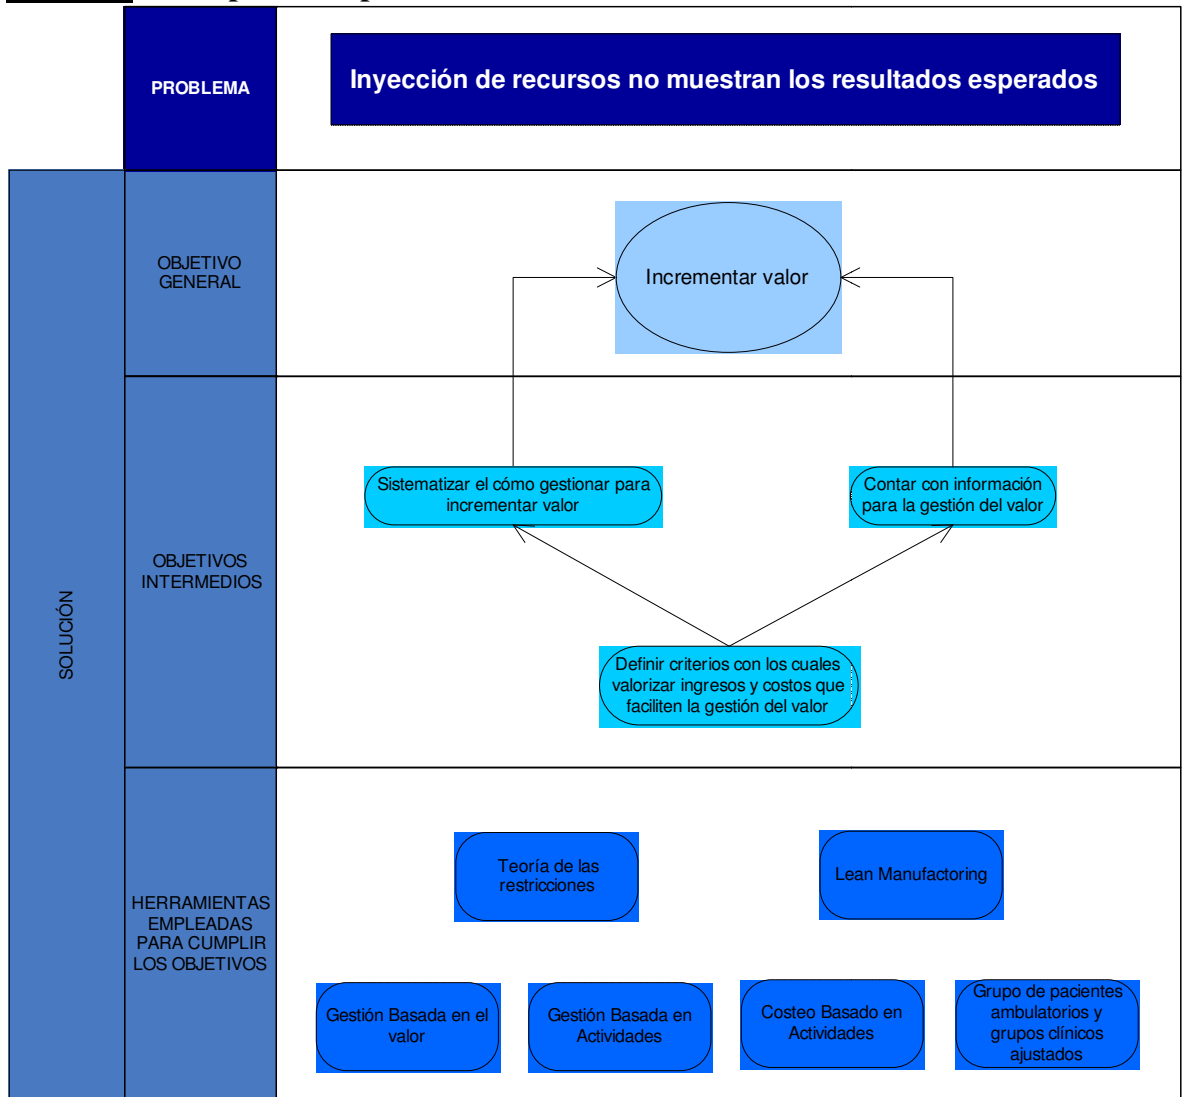 PROBLEMA
Inyección de recursos no muestran los resultados esperados
SOLUCIÓN
OBJETIVO
GENERAL
Incrementar valor
OBJETIVOS
INTERMEDIOS
Sistematizar el cómo gestionar para
incrementar valor
Contar con información
para la gestión del valor
Definir criterios con los cuales
valorizar ingresos y costos que
faciliten la gestión del valor
HERRAMIENTAS
EMPLEADAS
PARA CUMPLIR
LOS OBJETIVOS
Teoría de las
restricciones
Lean Manufactoring
Gestión Basada en el
valor
Gestión Basada en
Actividades
Costeo Basado en
Actividades
Grupo de pacientes
ambulatorios y
grupos clínicos
ajustados